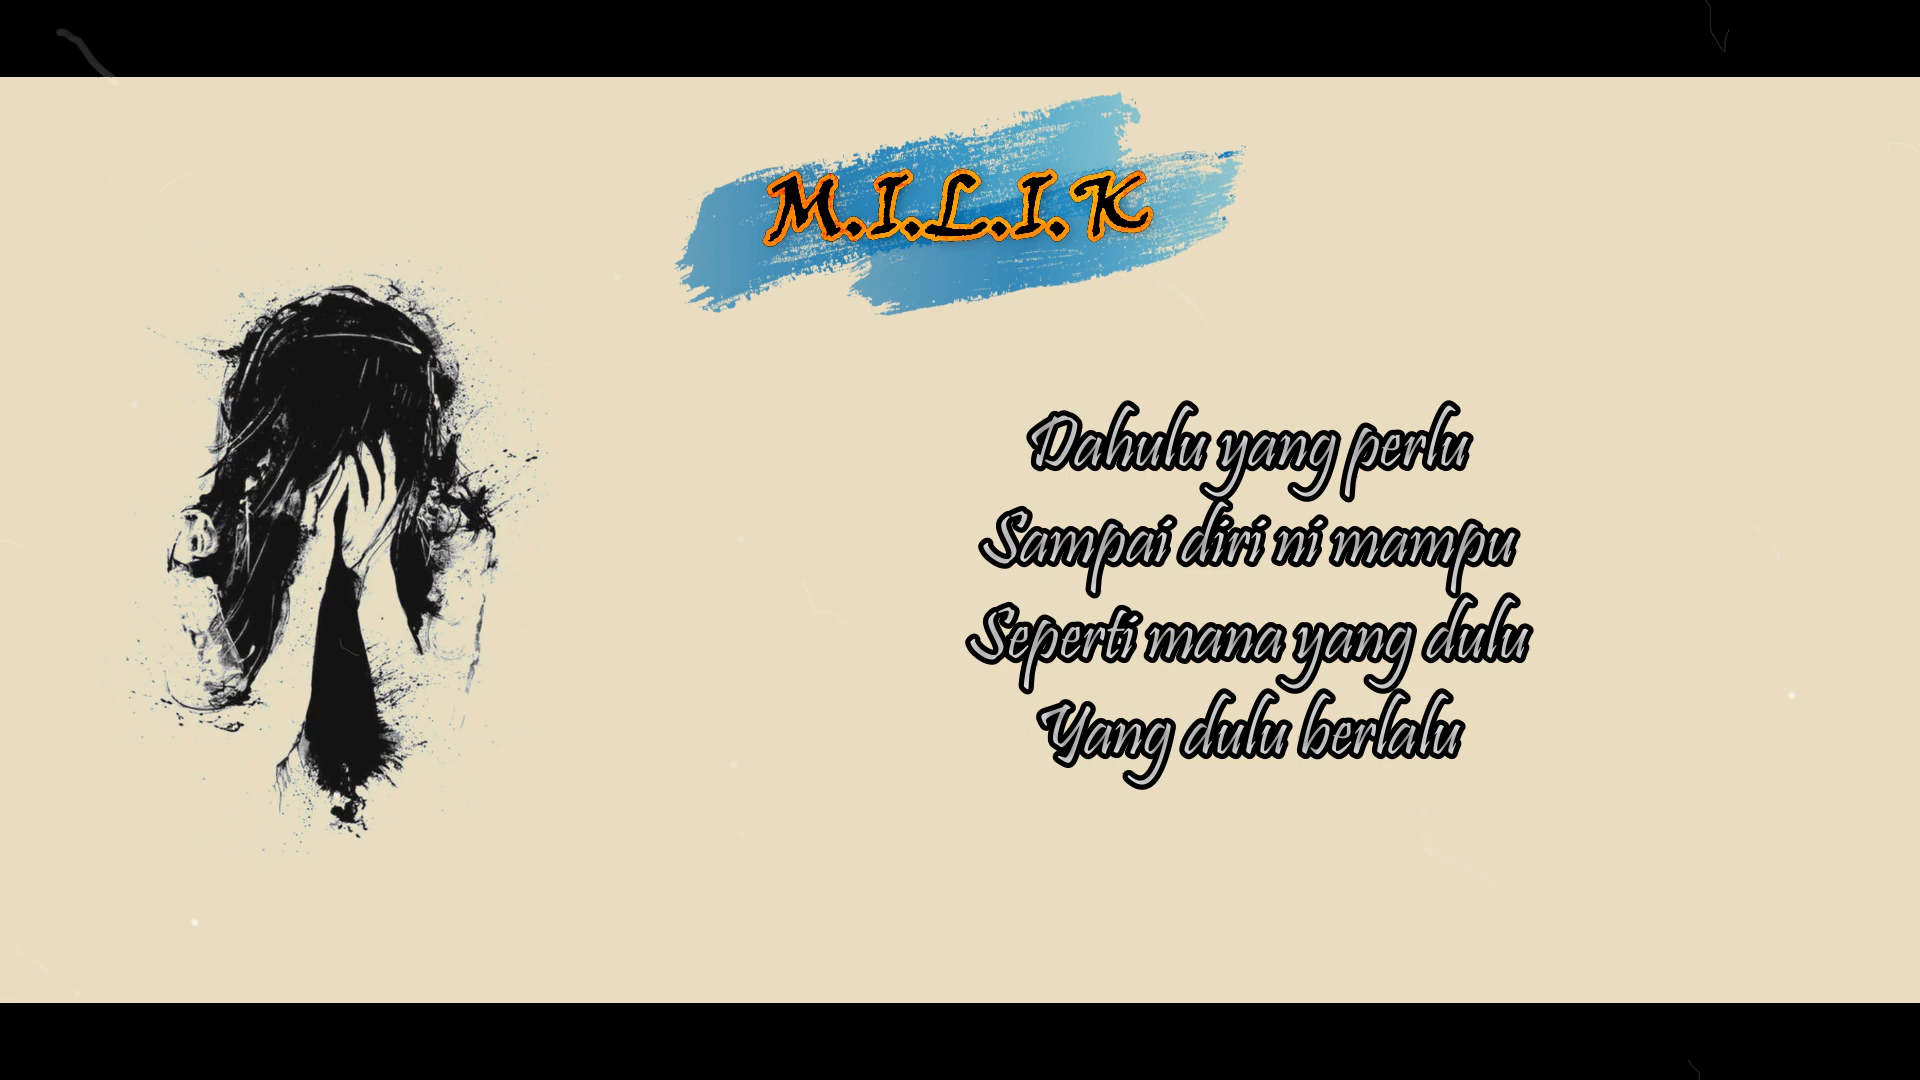 M.I.L.I.K
Dahulu yang perlu
Sampai diri ni mampu
Seperti mana yang dulu
Yang dulu berlalu